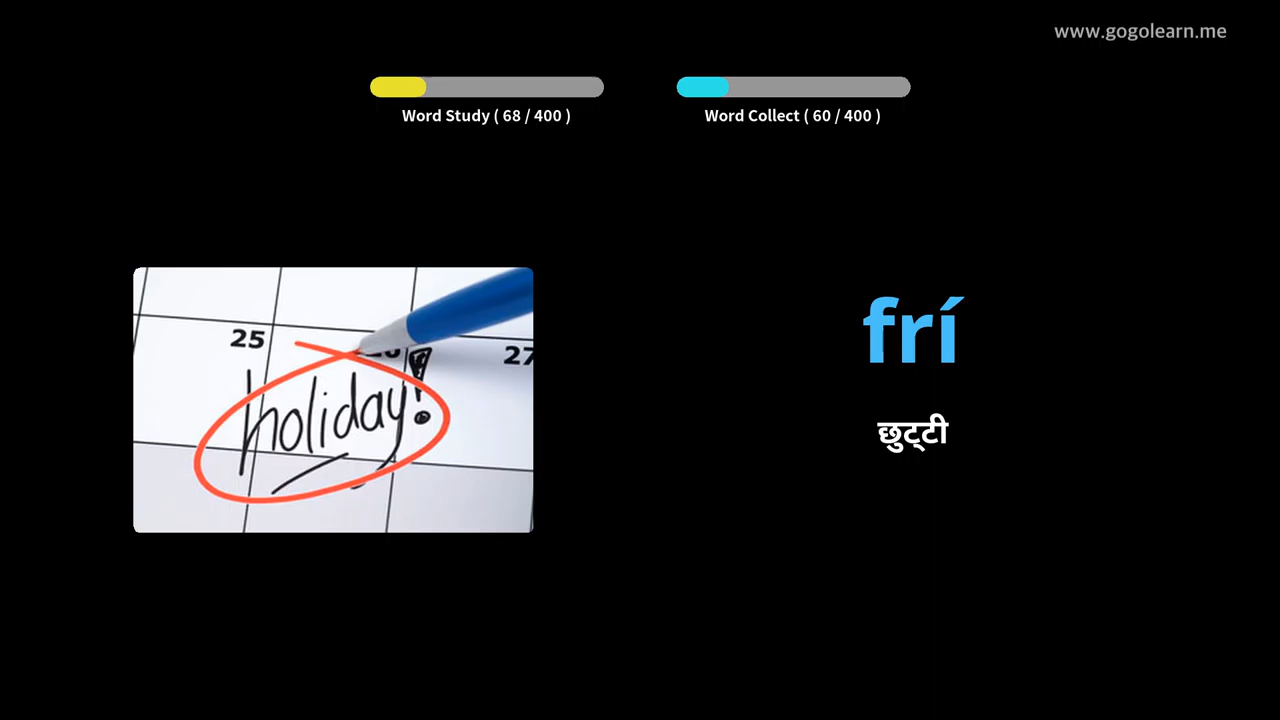 www.gogolearn.me
Word Study ( 68 / 400 )
Word Collect ( 60 / 400 )
25
27
holiday!
frí
छुट्टी